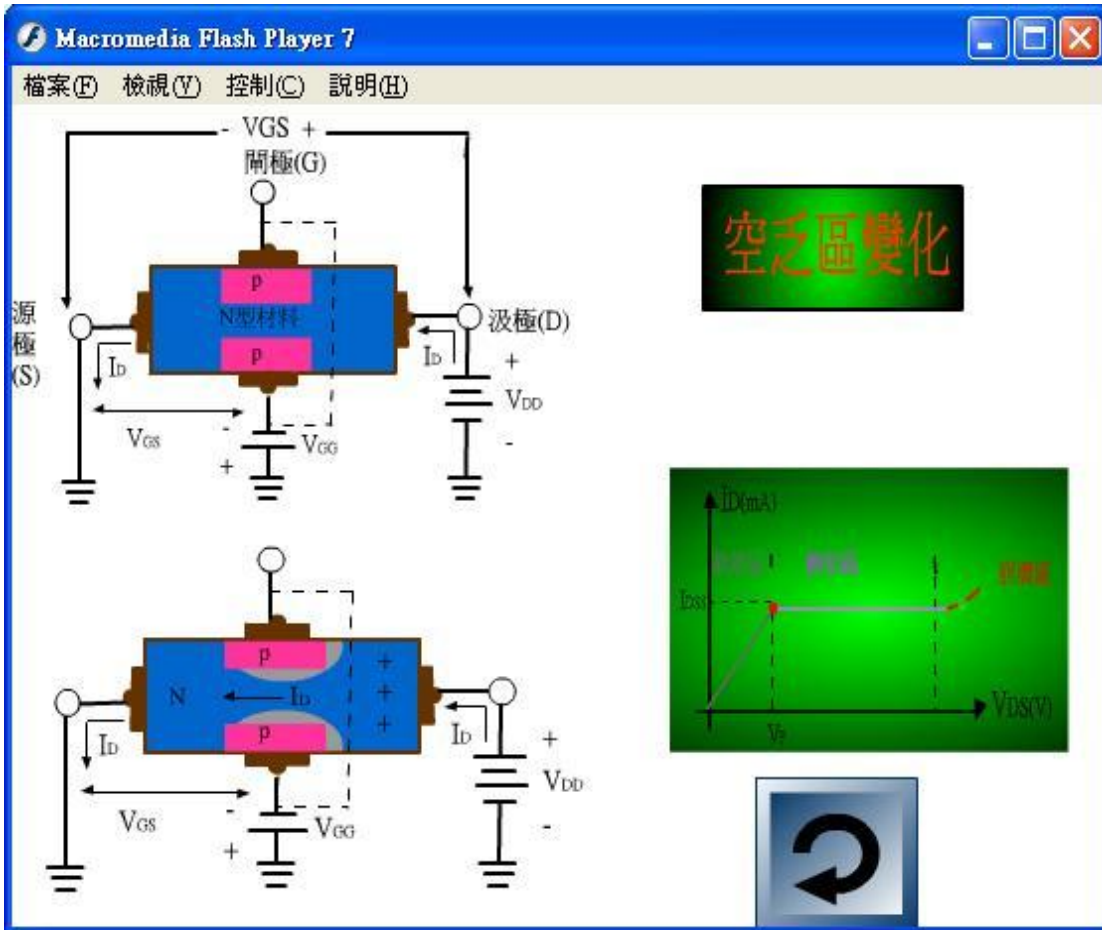 Macromedia Flash Player 7
檔案(F) 檢視(V) 控制(C) 說明(H)
- VGS +
閘極(G)
空乏區變化
p
N型材料
p
源極(S)
汲極(D)
ID
ID
+
VDD
-
VGS
-
VGG
+
iD(mA)
IDSS
VP
VDS(V)
p
N
ID
p
+
+
+
ID
ID
+
VDD
-
VGS
-
VGG
+